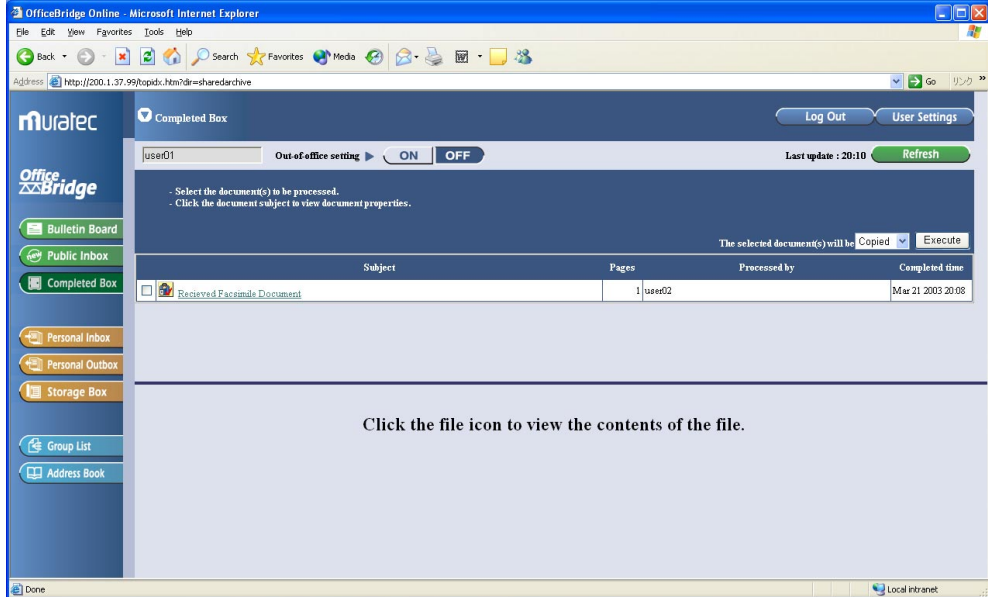 OfficeBridge Online - Microsoft Internet Explorer
File Edit View Favorites Tools Help
Back Search Favorites Media
Address http://200.1.37.99/topidx.htm?dir=sharedarchive Go リンク »
muratec
Completed Box
Log Out User Settings
user01 Out-of-office setting ON OFF Last update : 20:10 Refresh
Office
Bridge
- Select the document(s) to be processed.
- Click the document subject to view document properties.
The selected document(s) will be Copied Execute
Bulletin Board
new Public Inbox
Completed Box
Subject Pages Processed by Completed time
Recieved Facsimile Document 1 user02 Mar 21 2003 20:08
Personal Inbox
Personal Outbox
Storage Box
Click the file icon to view the contents of the file.
Group List
Address Book
Done Local intranet